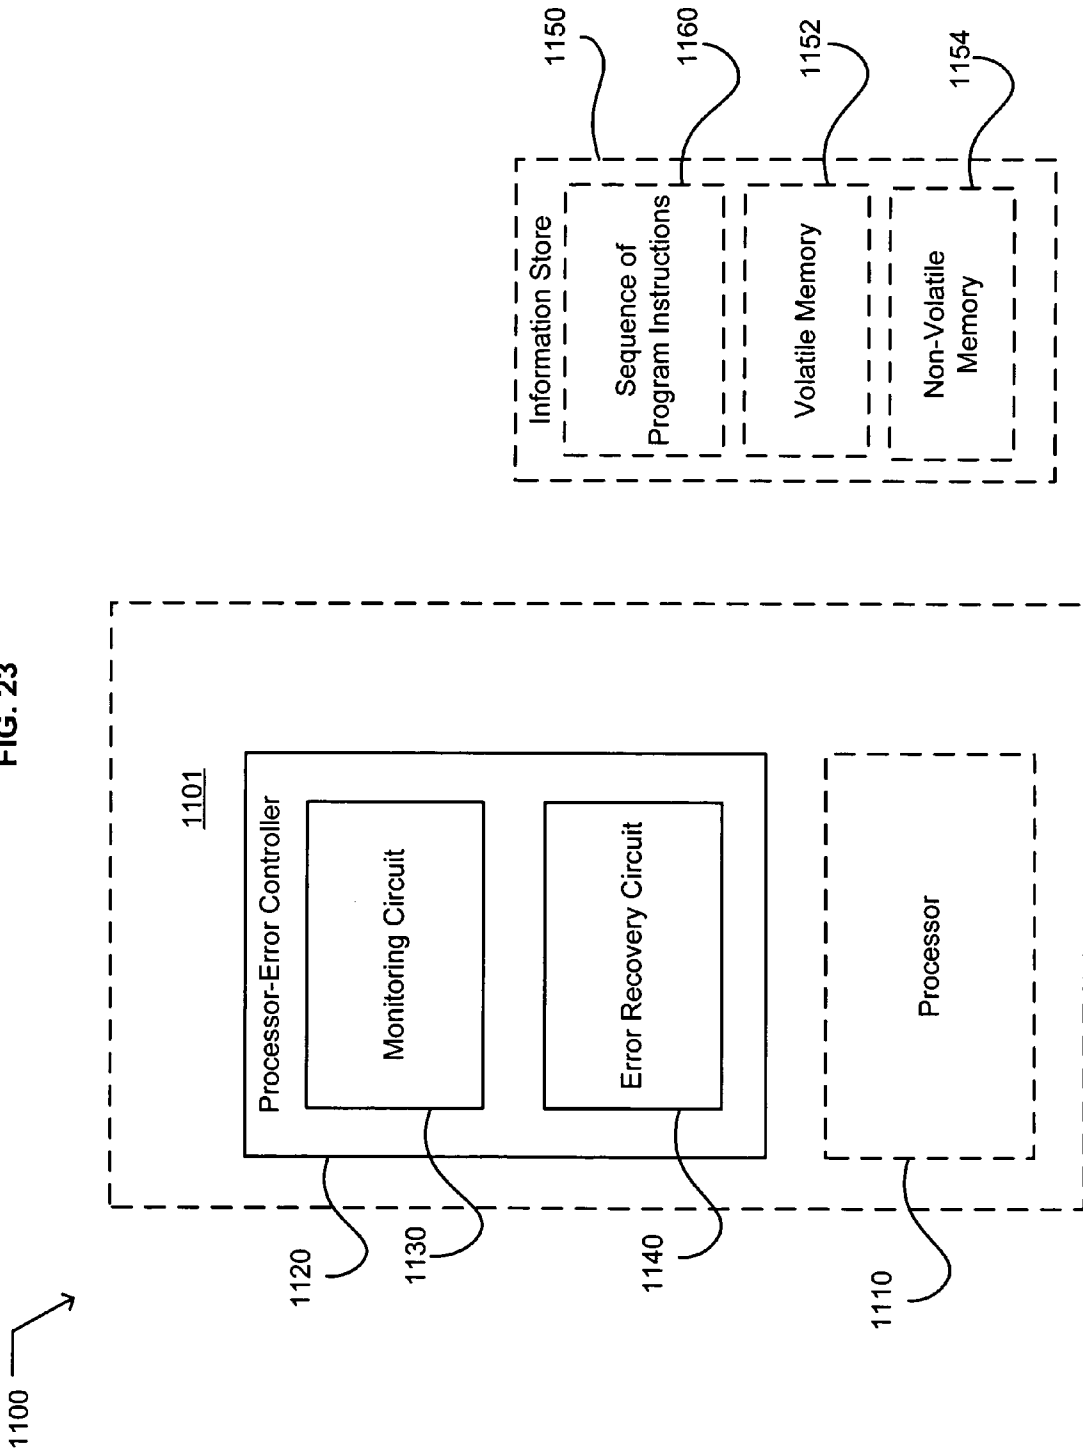 FIG. 23
1100
1101
Processor-Error Controller
Monitoring Circuit
Error Recovery Circuit
Processor
1120
1130
1140
1110
Information Store
Sequence of
Program Instructions
Volatile Memory
Non-Volatile
Memory
1150
1160
1152
1154